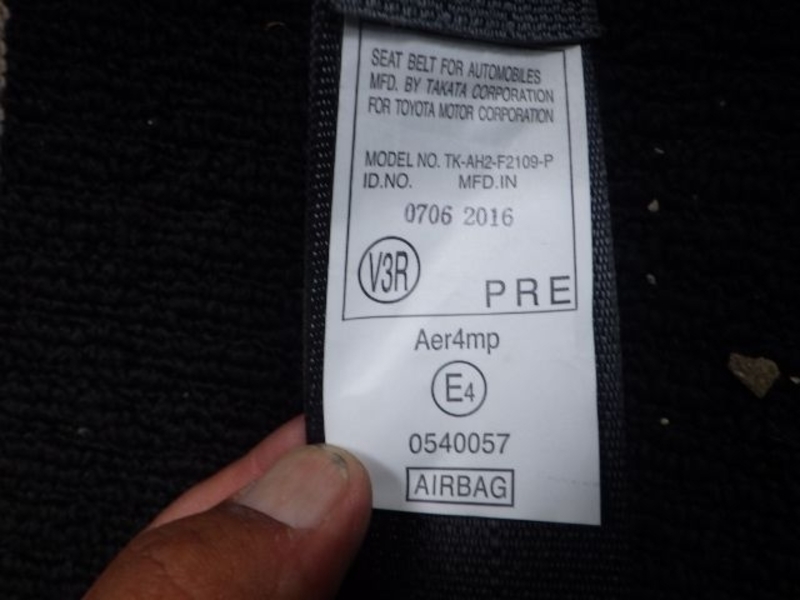 SEAT BELT FOR AUTOMOBILES
MFD. BY TAKATA CORPORATION
FOR TOYOTA MOTOR CORPORATION
MODEL NO. TK-AH2-F2109-P
ID.NO. MFD.IN
0706 2016
V3R
PRE
Aer4mp
E4
0540057
AIRBAG